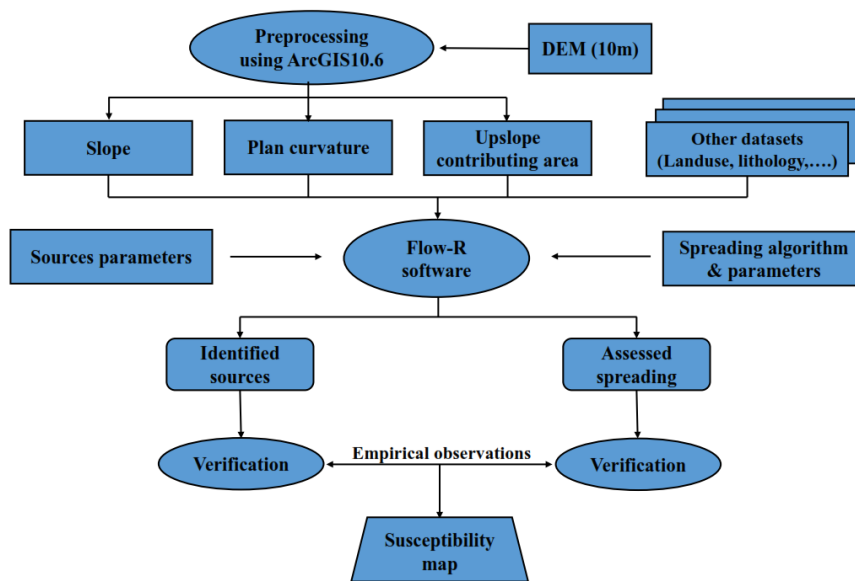 Preprocessing
using ArcGIS10.6
DEM (10m)
Slope
Plan curvature
Upslope
contributing area
Other datasets
(Landuse, lithology,….)
Sources parameters
Flow-R
software
Spreading algorithm
& parameters
Identified
sources
Assessed
spreading
Verification
Empirical observations
Verification
Susceptibility
map